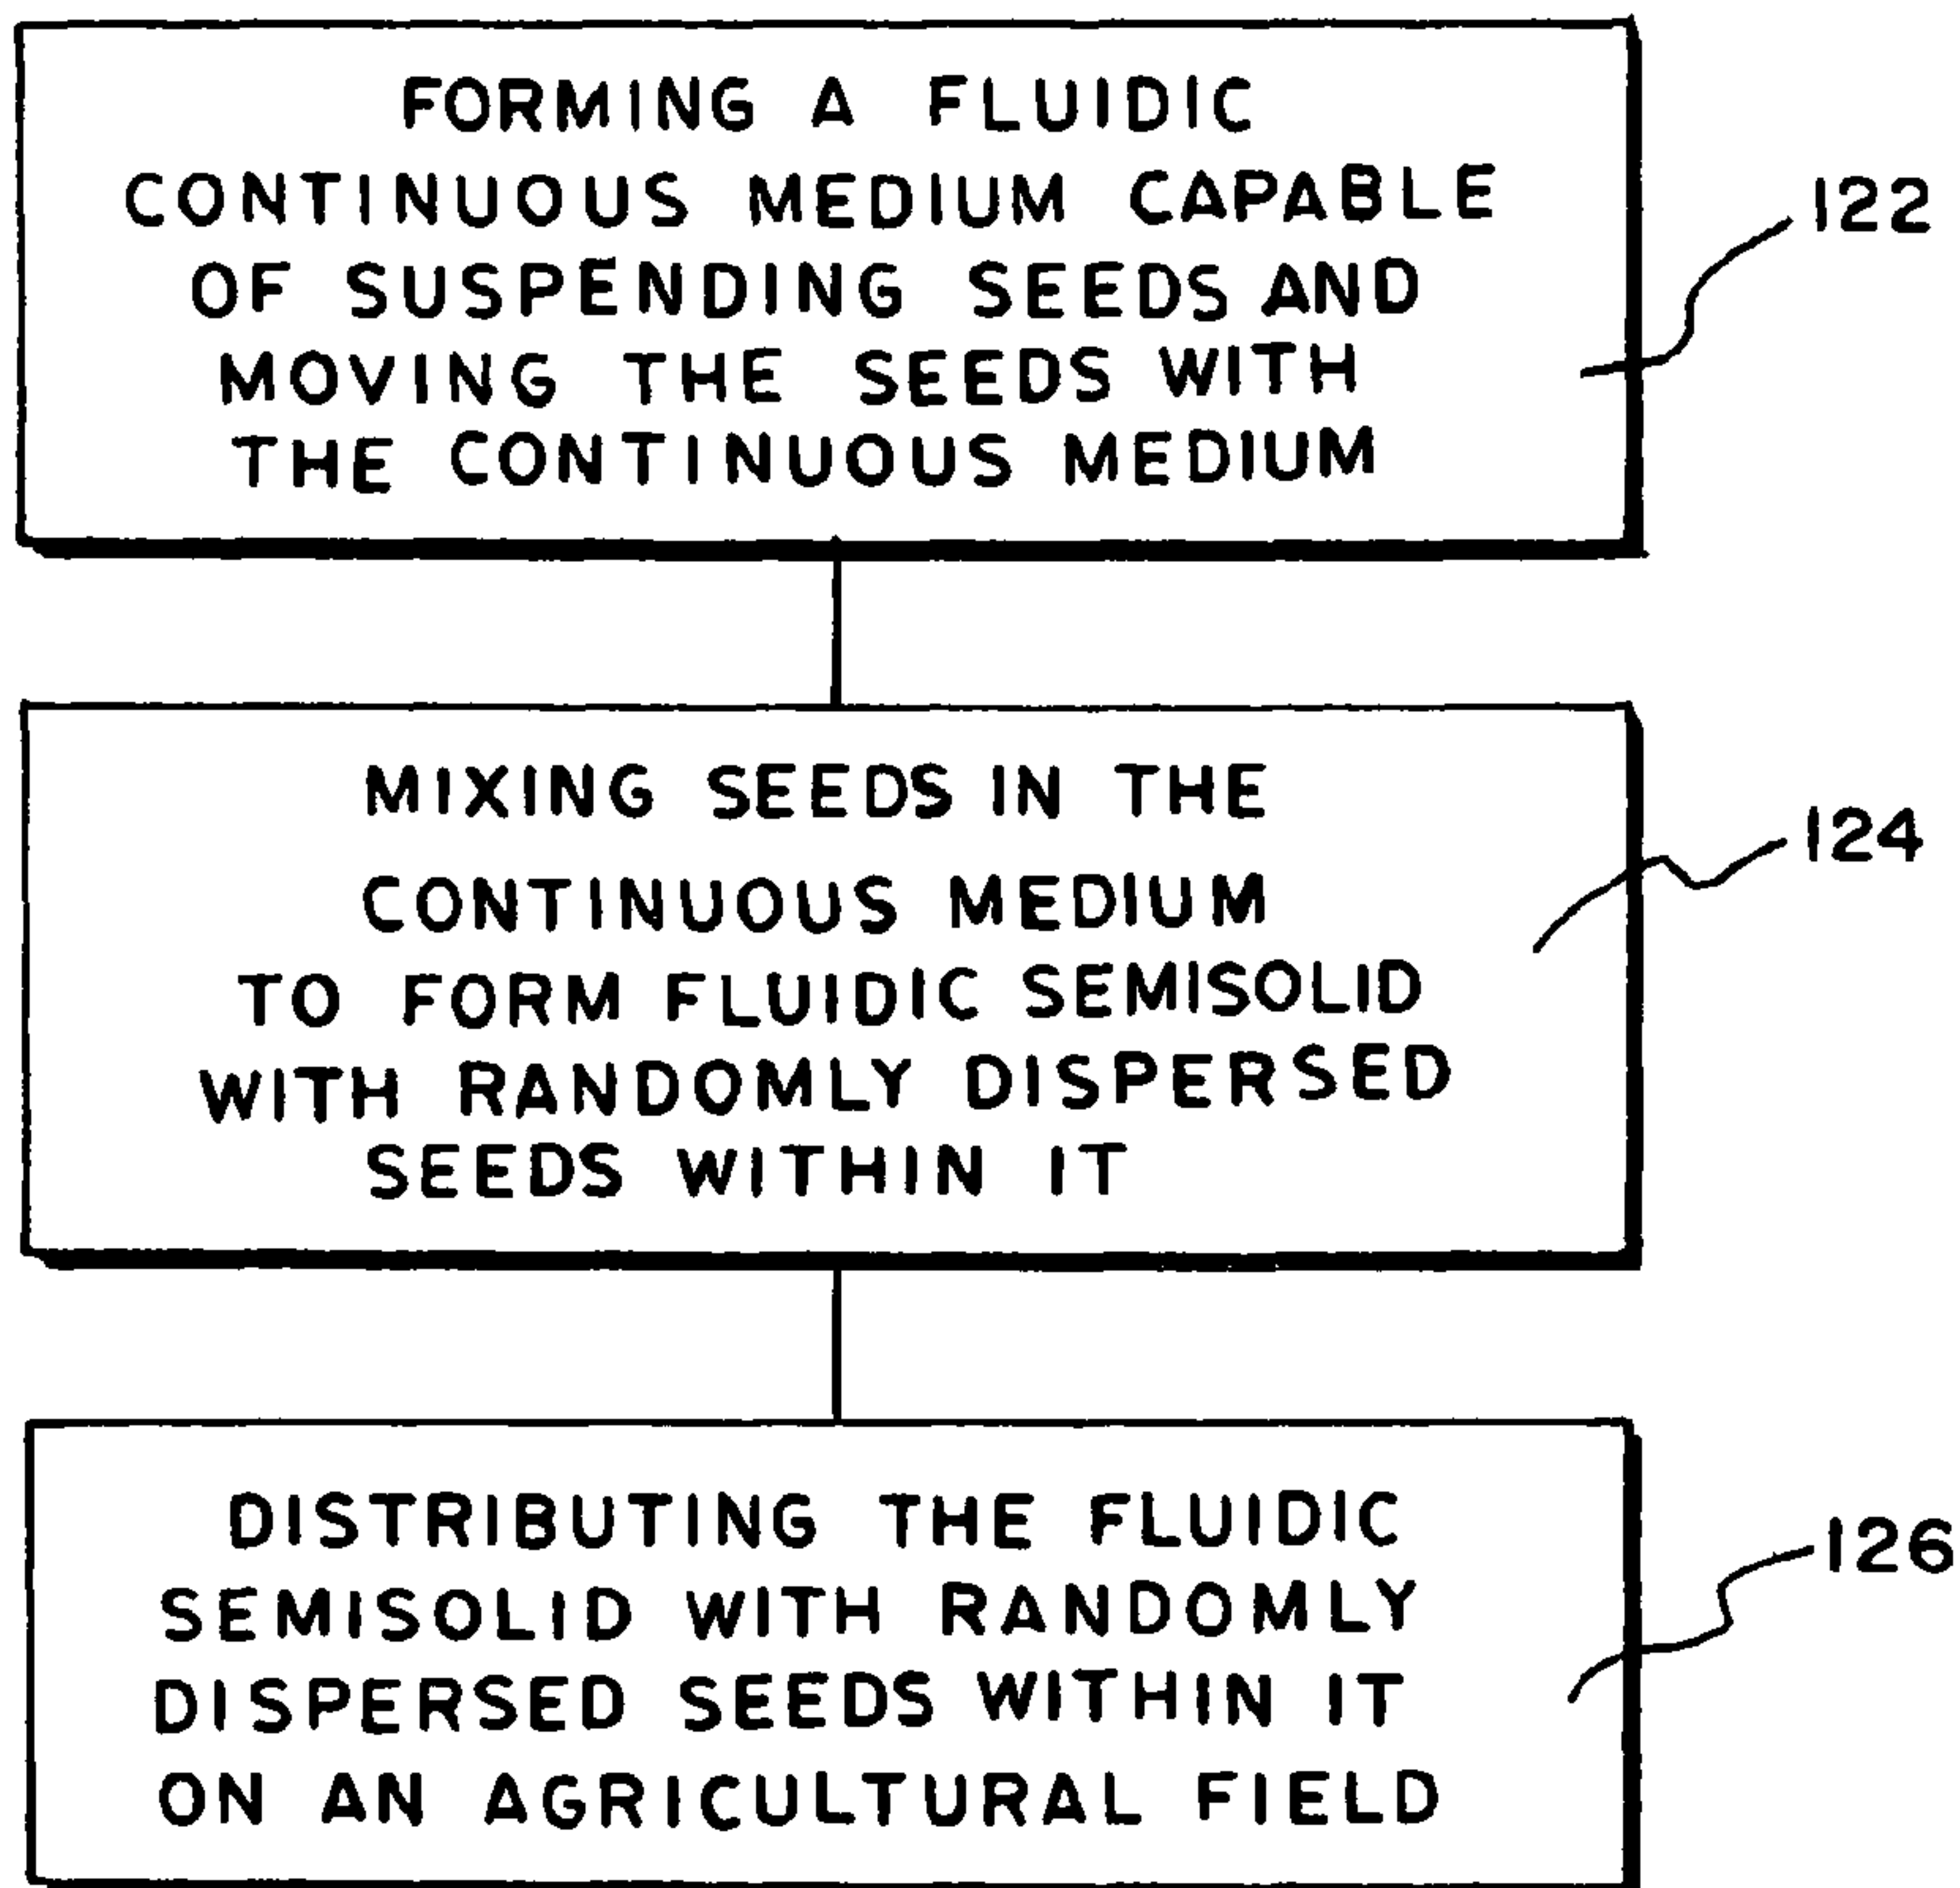 FORMING A FLUIDIC
CONTINUOUS MEDIUM CAPABLE
OF SUSPENDING SEEDS AND
MOVING THE SEEDS WITH
THE CONTINUOUS MEDIUM
122
MIXING SEEDS IN THE
CONTINUOUS MEDIUM
TO FORM FLUIDIC SEMISOLID
WITH RANDOMLY DISPERSED
SEEDS WITHIN IT
124
DISTRIBUTING THE FLUIDIC
SEMISOLID WITH RANDOMLY
DISPERSED SEEDS WITHIN IT
ON AN AGRICULTURAL FIELD
126